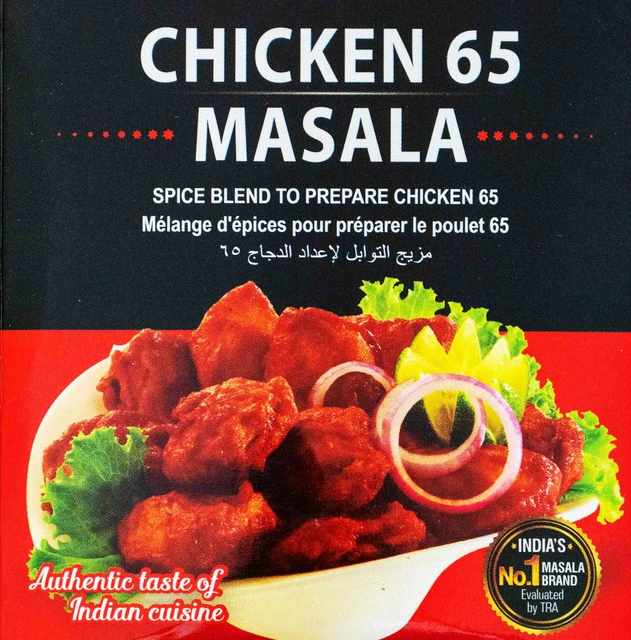 CHICKEN 65
MASALA
SPICE BLEND TO PREPARE CHICKEN 65
Mélange d'épices pour préparer le poulet 65
مزيج التوابل لإعداد الدجاج ٦٥
Authentic taste of
Indian cuisine
INDIA'S
No.1 MASALA
BRAND
Evaluated
by TRA